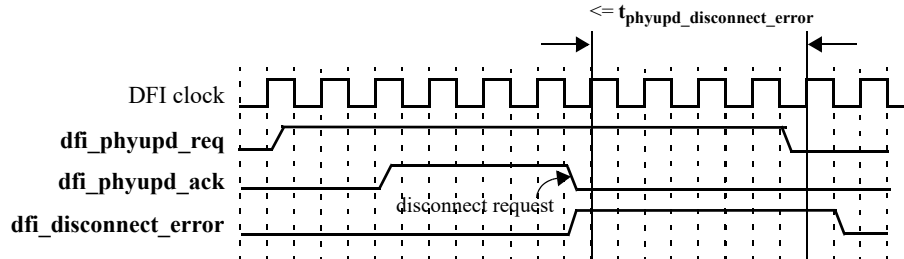 <= tphyupd_disconnect_error
DFI clock
dfi_phyupd_req
dfi_phyupd_ack
disconnect request
dfi_disconnect_error